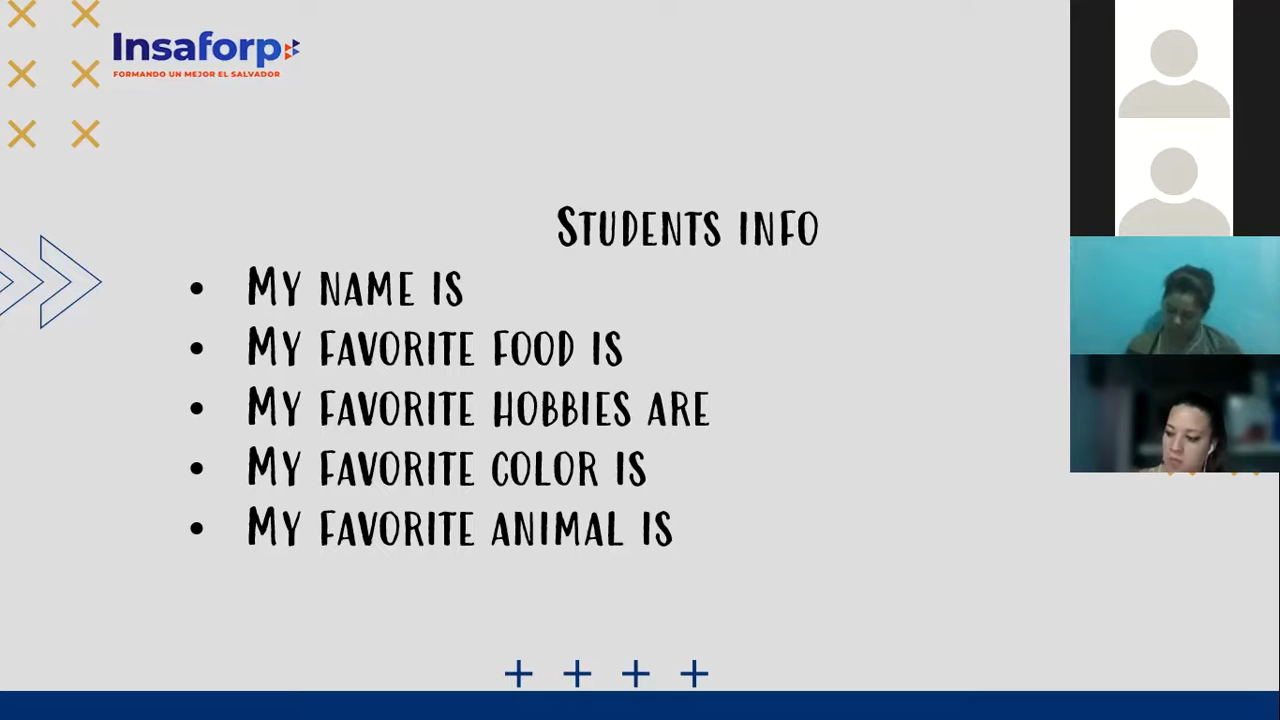 Insaforp
FORMANDO UN MEJOR EL SALVADOR
STUDENTS INFO
• MY NAME IS
• MY FAVORITE FOOD IS
• MY FAVORITE HOBBIES ARE
• MY FAVORITE COLOR IS
• MY FAVORITE ANIMAL IS